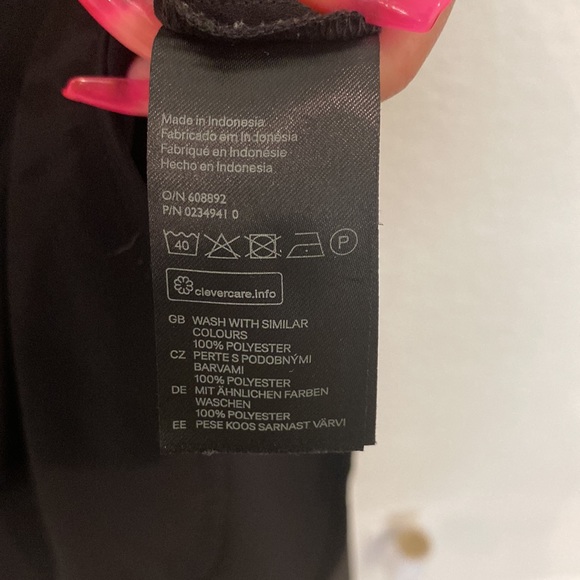 Made in Indonesia
Fabricado em Indonésia
Fabriqué en Indonésie
Hecho en Indonesia
O/N 608892
P/N 0234941 0
40 P
clevercare.info
GB WASH WITH SIMILAR
COLOURS
100% POLYESTER
CZ PERTE S PODOBNÝMI
BARVAMI
100% POLYESTER
DE MIT ÄHNLICHEN FARBEN
WASCHEN
100% POLYESTER
EE PESE KOOS SARNAST VÄRVI